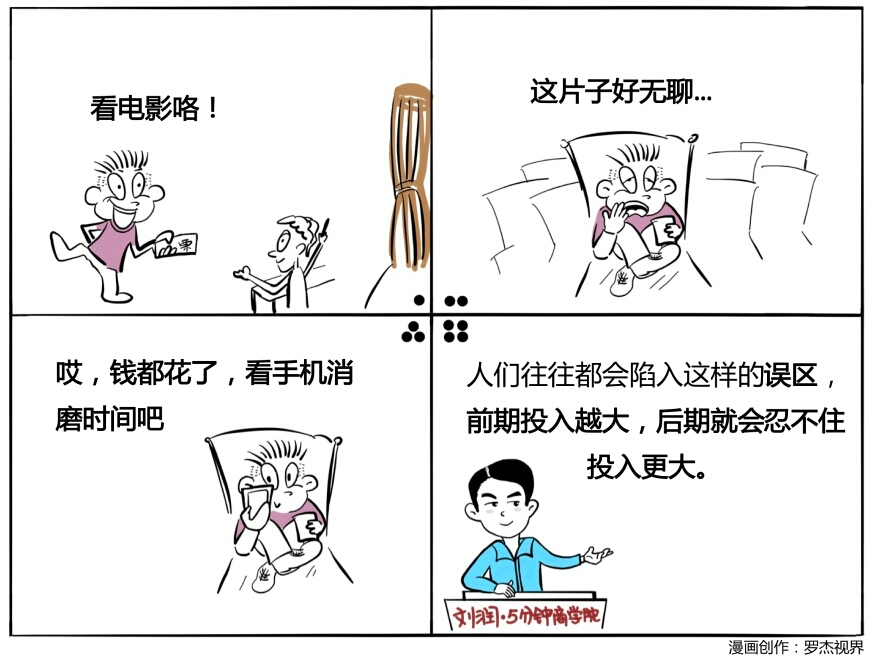 看电影咯！
票
这片子好无聊...
哎，钱都花了，看手机消
磨时间吧
人们往往都会陷入这样的误区，
前期投入越大，后期就会忍不住
投入更大。
刘润·5分钟商学院
漫画创作：罗杰视界